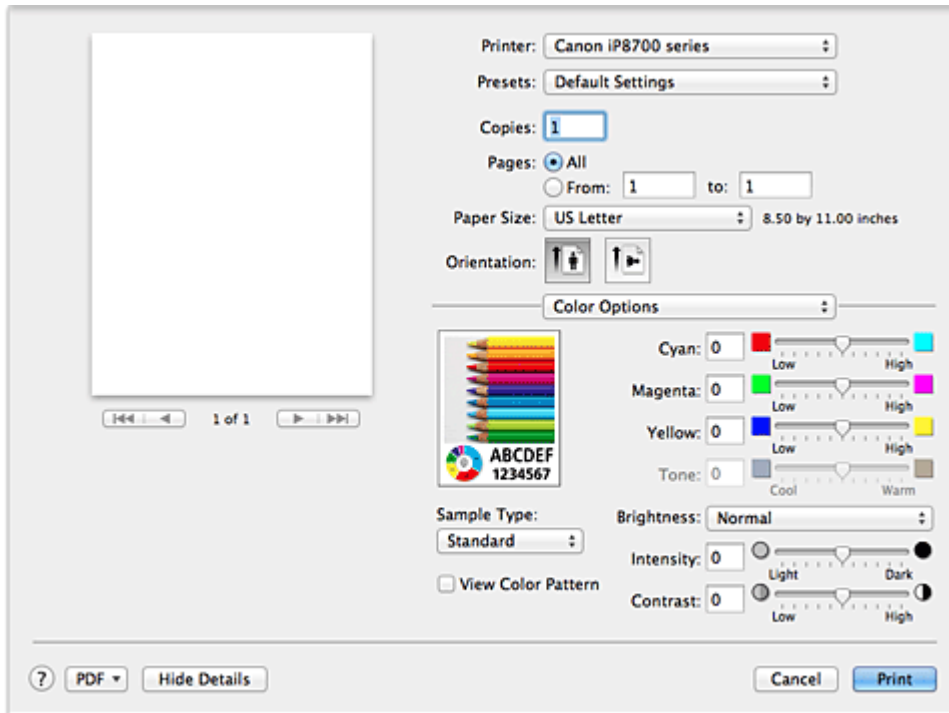 Printer: Canon iP8700 series
Presets: Default Settings
Copies: 1
Pages: All
From: 1 to: 1
Paper Size: US Letter 8.50 by 11.00 inches
Orientation:
Color Options
1 of 1
ABCDEF
1234567
Sample Type:
Standard
View Color Pattern
Cyan: 0
Low High
Magenta: 0
Low High
Yellow: 0
Low High
Tone: 0
Cool Warm
Brightness: Normal
Intensity: 0
Light Dark
Contrast: 0
Low High
? PDF Hide Details Cancel Print